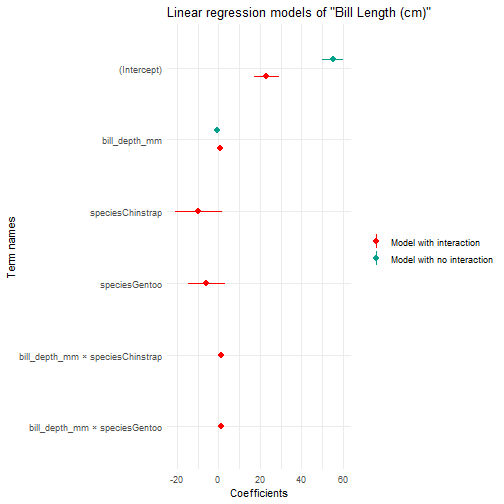 Linear regression models of "Bill Length (cm)"
Term names
(Intercept)
bill_depth_mm
speciesChinstrap
speciesGentoo
bill_depth_mm × speciesChinstrap
bill_depth_mm × speciesGentoo
-20 0 20 40 60
Coefficients
Model with interaction
Model with no interaction